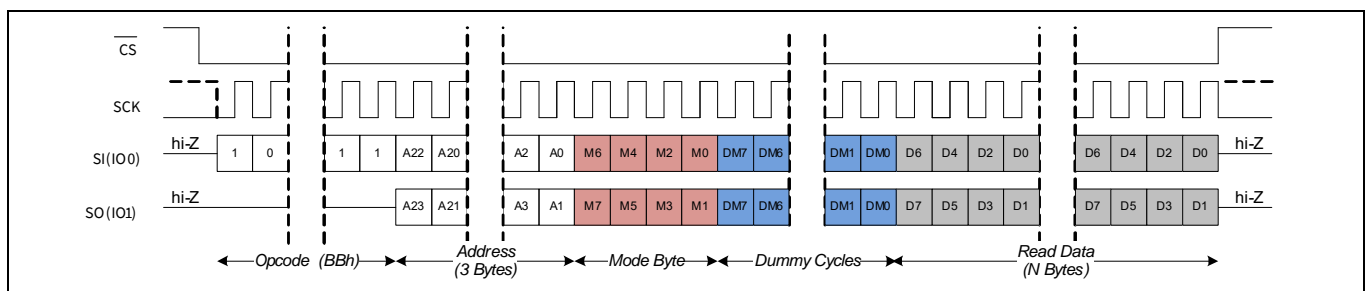 CS
SCK
SI(IO0) hi-Z 1 0 1 1 A22 A20 A2 A0 M6 M4 M2 M0 DM7 DM6 DM1 DM0 D6 D4 D2 D0 D6 D4 D2 D0 hi-Z
SO(IO1) hi-Z A23 A21 A3 A1 M7 M5 M3 M1 DM7 DM6 DM1 DM0 D7 D5 D3 D1 D7 D5 D3 D1 hi-Z
Opcode (BBh) Address Mode Byte Dummy Cycles Read Data
(3 Bytes) (N Bytes)